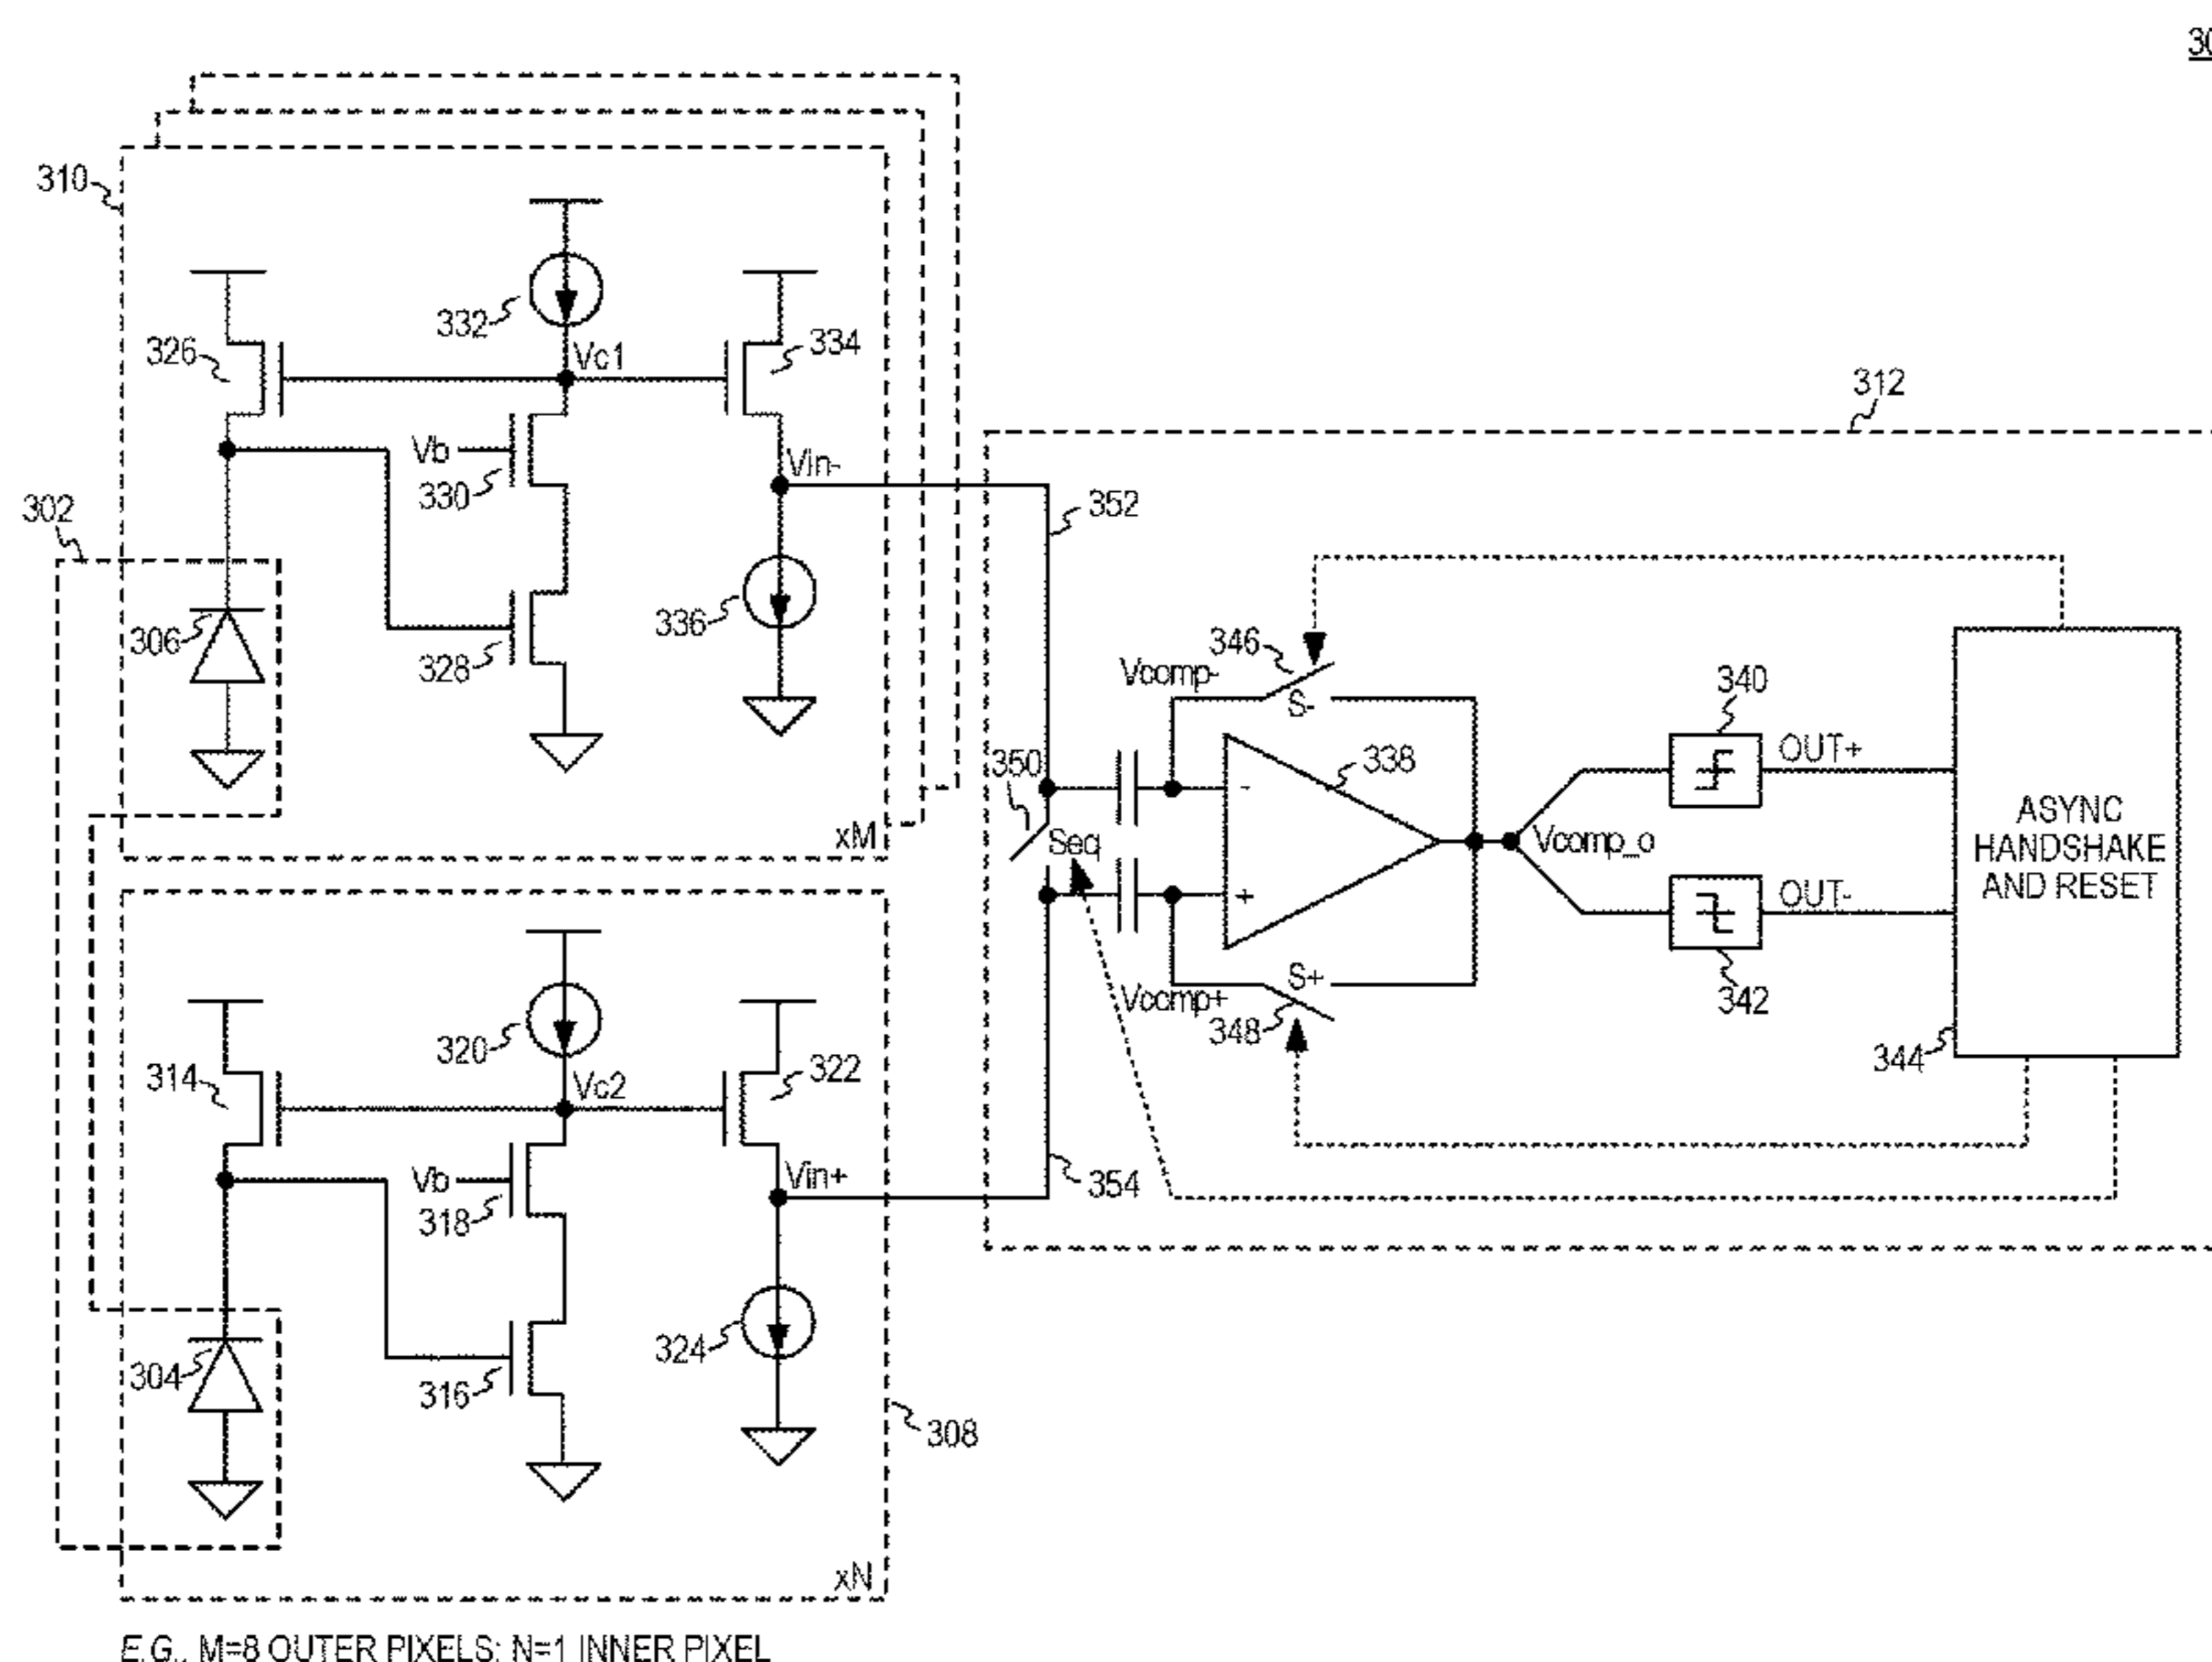 30
310
332
326
Vc1
334
312
Vb
330
Vin-
352
302
306
328
336
346
Vcomp-
S-
340
OUT+
350
338
Seq
-
+
Vcomp_o
ASYNC
HANDSHAKE
AND RESET
xM
OUT-
S+
Vcomp+
348
342
344
320
314
Vc2
322
Vb
318
Vin+
354
304
316
324
308
xN
E.G., M=8 OUTER PIXELS; N=1 INNER PIXEL